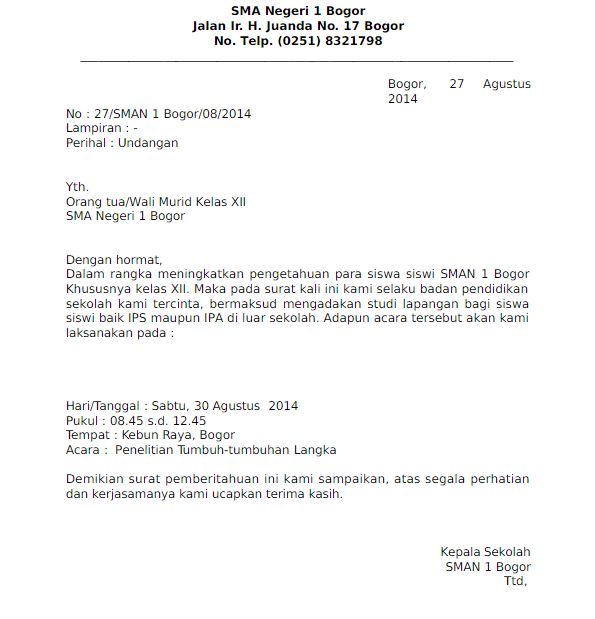 SMA Negeri 1 Bogor
Jalan Ir. H. Juanda No. 17 Bogor
No. Telp. (0251) 8321798
Bogor, 27 Agustus
2014
No : 27/SMAN 1 Bogor/08/2014
Lampiran : -
Perihal : Undangan
Yth.
Orang tua/Wali Murid Kelas XII
SMA Negeri 1 Bogor
Dengan hormat,
Dalam rangka meningkatkan pengetahuan para siswa siswi SMAN 1 Bogor
Khususnya kelas XII. Maka pada surat kali ini kami selaku badan pendidikan
sekolah kami tercinta, bermaksud mengadakan studi lapangan bagi siswa
siswi baik IPS maupun IPA di luar sekolah. Adapun acara tersebut akan kami
laksanakan pada :
Hari/Tanggal : Sabtu, 30 Agustus  2014
Pukul : 08.45 s.d. 12.45
Tempat : Kebun Raya, Bogor
Acara :  Penelitian Tumbuh-tumbuhan Langka
Demikian surat pemberitahuan ini kami sampaikan, atas segala perhatian
dan kerjasamanya kami ucapkan terima kasih.
Kepala Sekolah
SMAN 1 Bogor
Ttd,